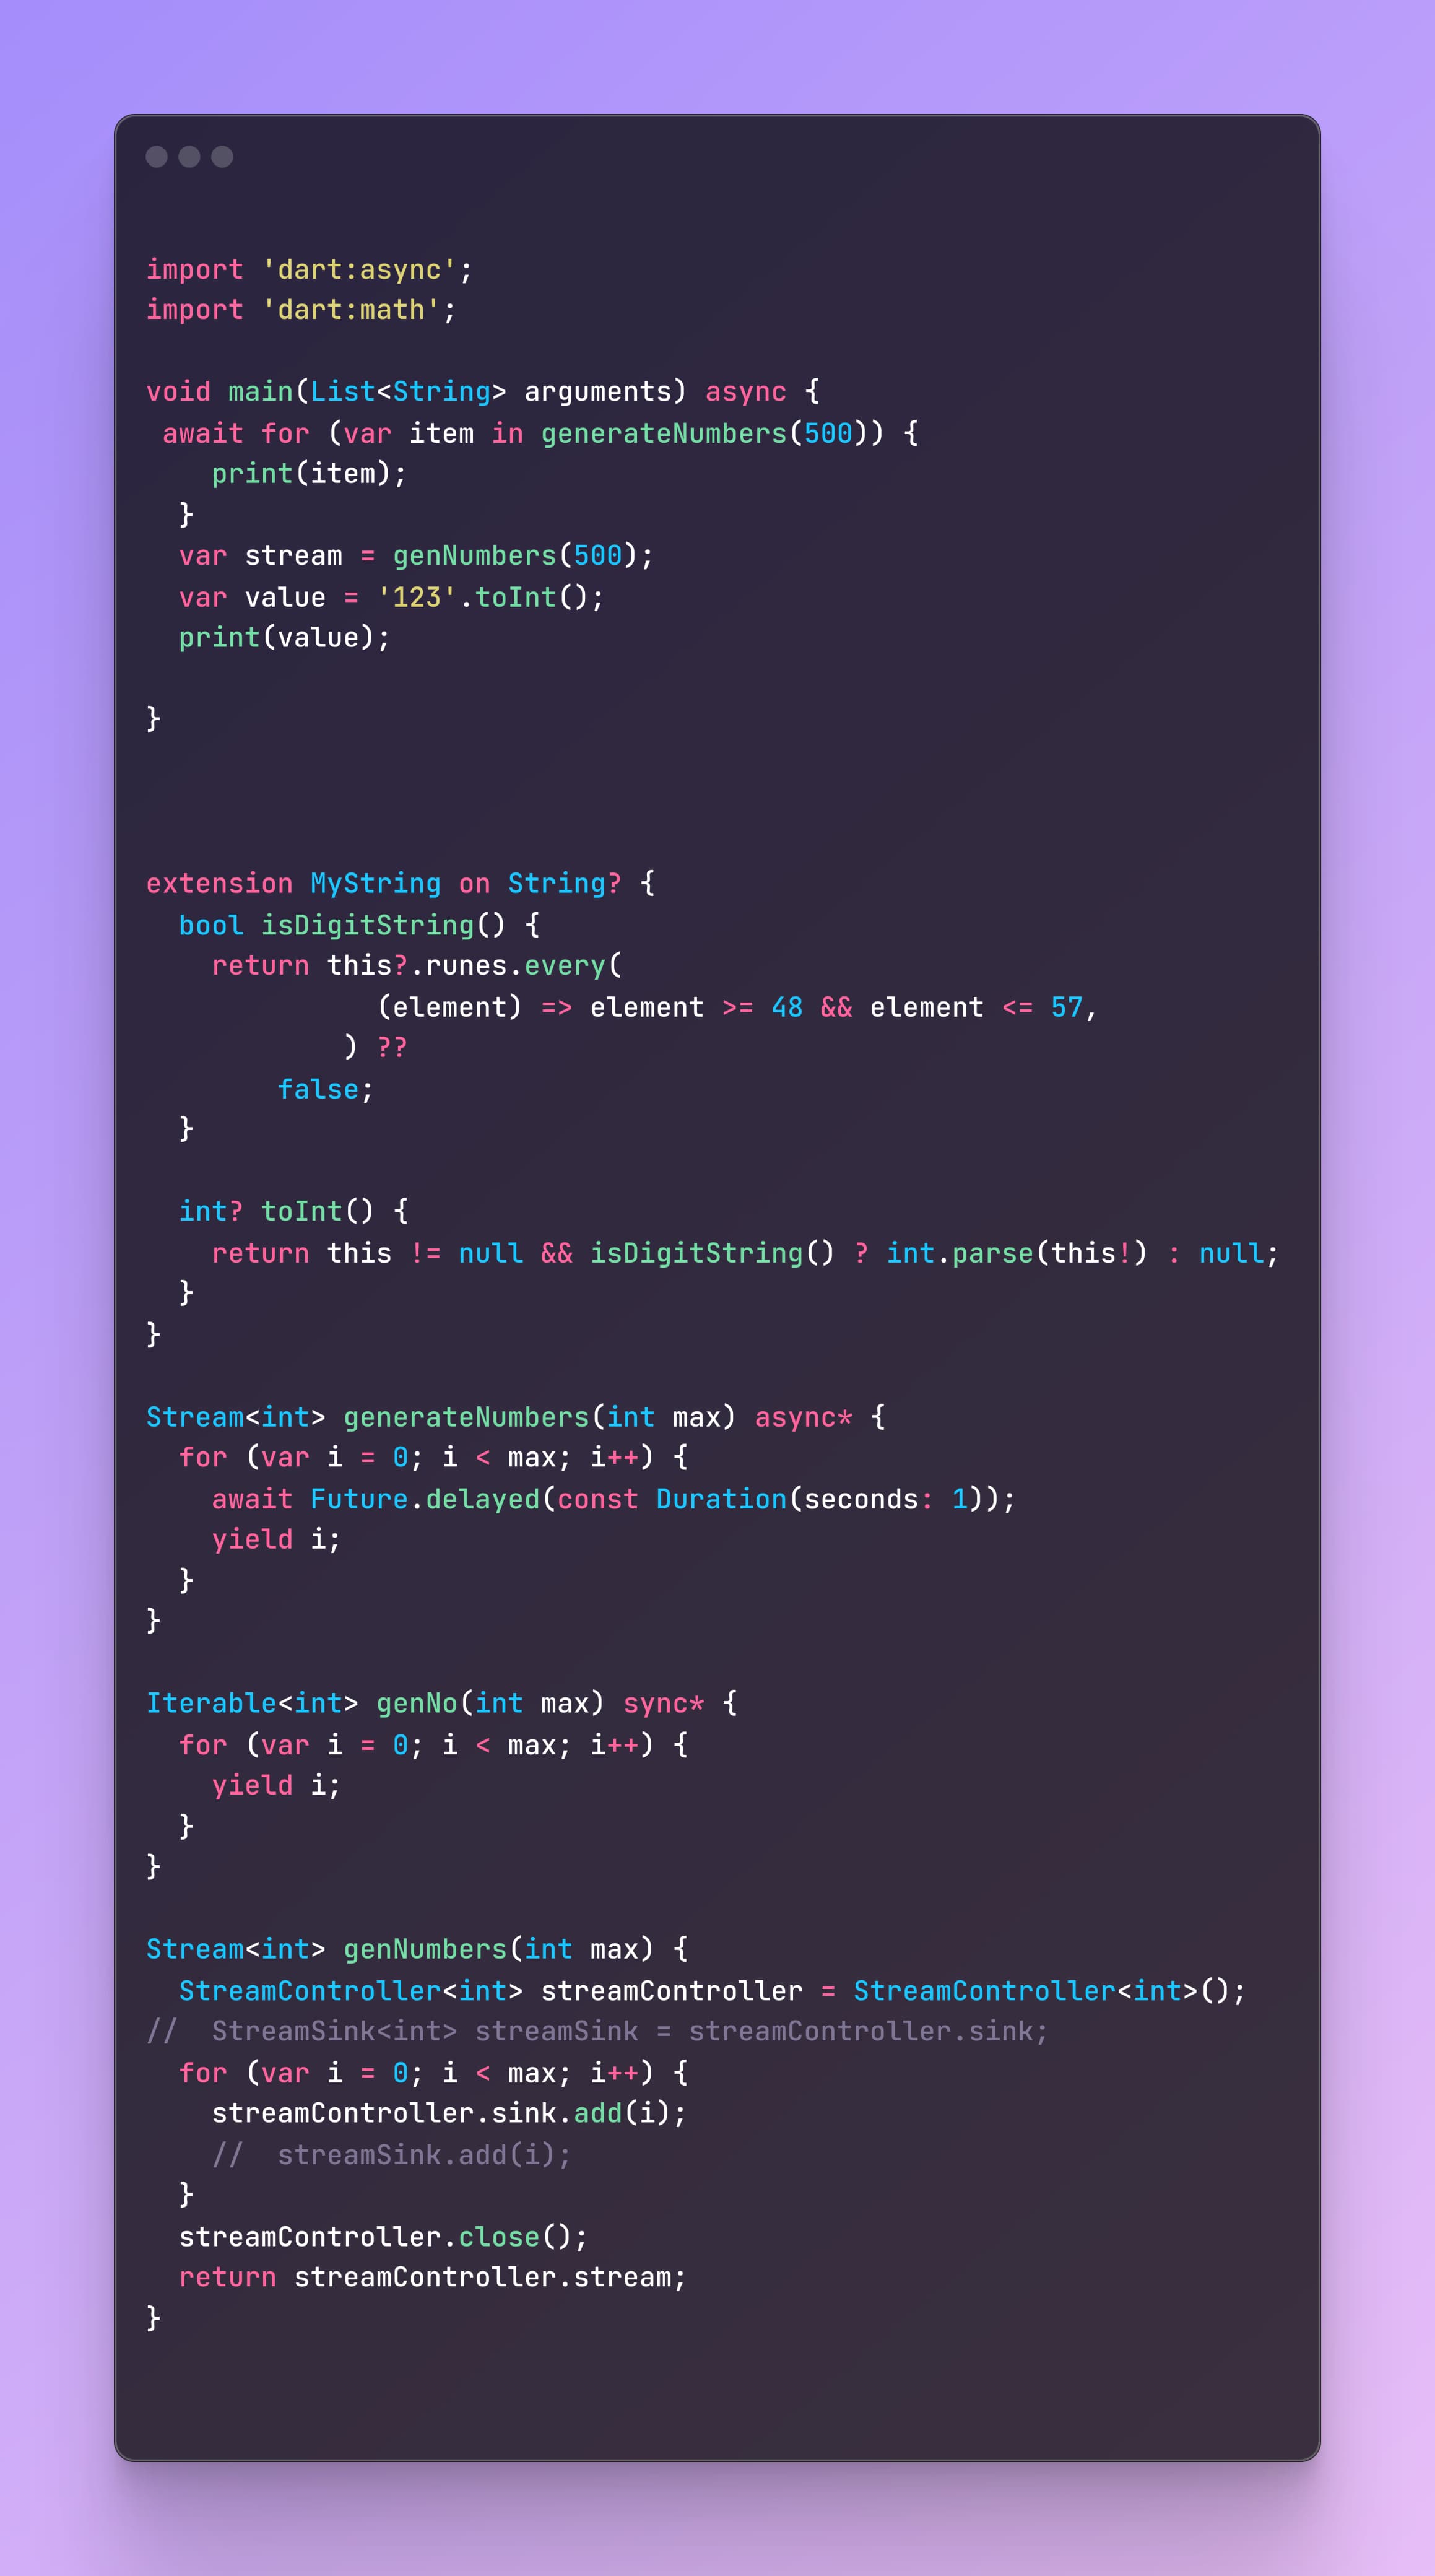 import 'dart:async';
import 'dart:math';

void main(List<String> arguments) async {
 await for (var item in generateNumbers(500)) {
    print(item);
  }
  var stream = genNumbers(500);
  var value = '123'.toInt();
  print(value);

}

extension MyString on String? {
  bool isDigitString() {
    return this?.runes.every(
              (element) => element >= 48 && element <= 57,
            ) ??
        false;
  }

  int? toInt() {
    return this != null && isDigitString() ? int.parse(this!) : null;
  }
}

Stream<int> generateNumbers(int max) async* {
  for (var i = 0; i < max; i++) {
    await Future.delayed(const Duration(seconds: 1));
    yield i;
  }
}

Iterable<int> genNo(int max) sync* {
  for (var i = 0; i < max; i++) {
    yield i;
  }
}

Stream<int> genNumbers(int max) {
  StreamController<int> streamController = StreamController<int>();
//  StreamSink<int> streamSink = streamController.sink;
  for (var i = 0; i < max; i++) {
    streamController.sink.add(i);
    //  streamSink.add(i);
  }
  streamController.close();
  return streamController.stream;
}